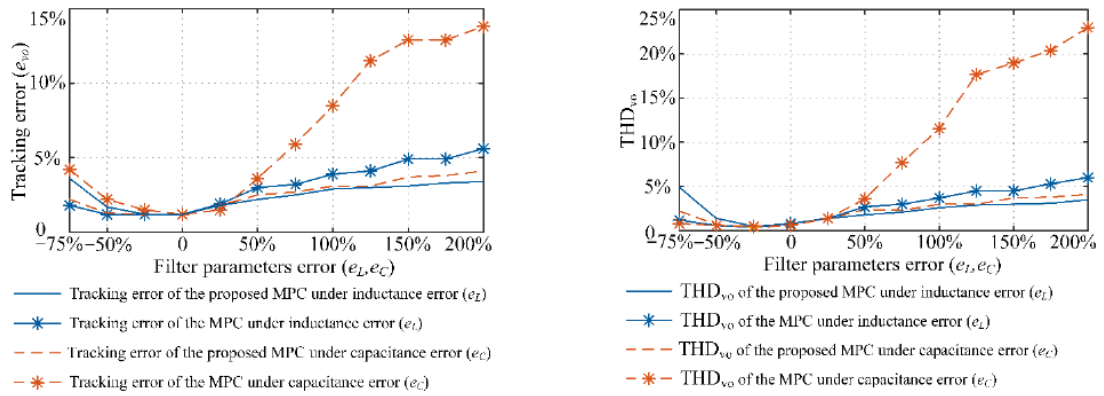 15%
10%
5%
0
Tracking error (e_vo)
−75%−50% 0 50% 100% 150% 200%
Filter parameters error (e_L,e_C)
Tracking error of the proposed MPC under inductance error (e_L)
Tracking error of the MPC under inductance error (e_L)
Tracking error of the proposed MPC under capacitance error (e_C)
Tracking error of the MPC under capacitance error (e_C)
25%
20%
15%
10%
5%
0
THD_vo
−75%−50% 0 50% 100% 150% 200%
Filter parameters error (e_L,e_C)
THD_vo of the proposed MPC under inductance error (e_L)
THD_vo of the MPC under inductance error (e_L)
THD_vo of the proposed MPC under capacitance error (e_C)
THD_vo of the MPC under capacitance error (e_C)